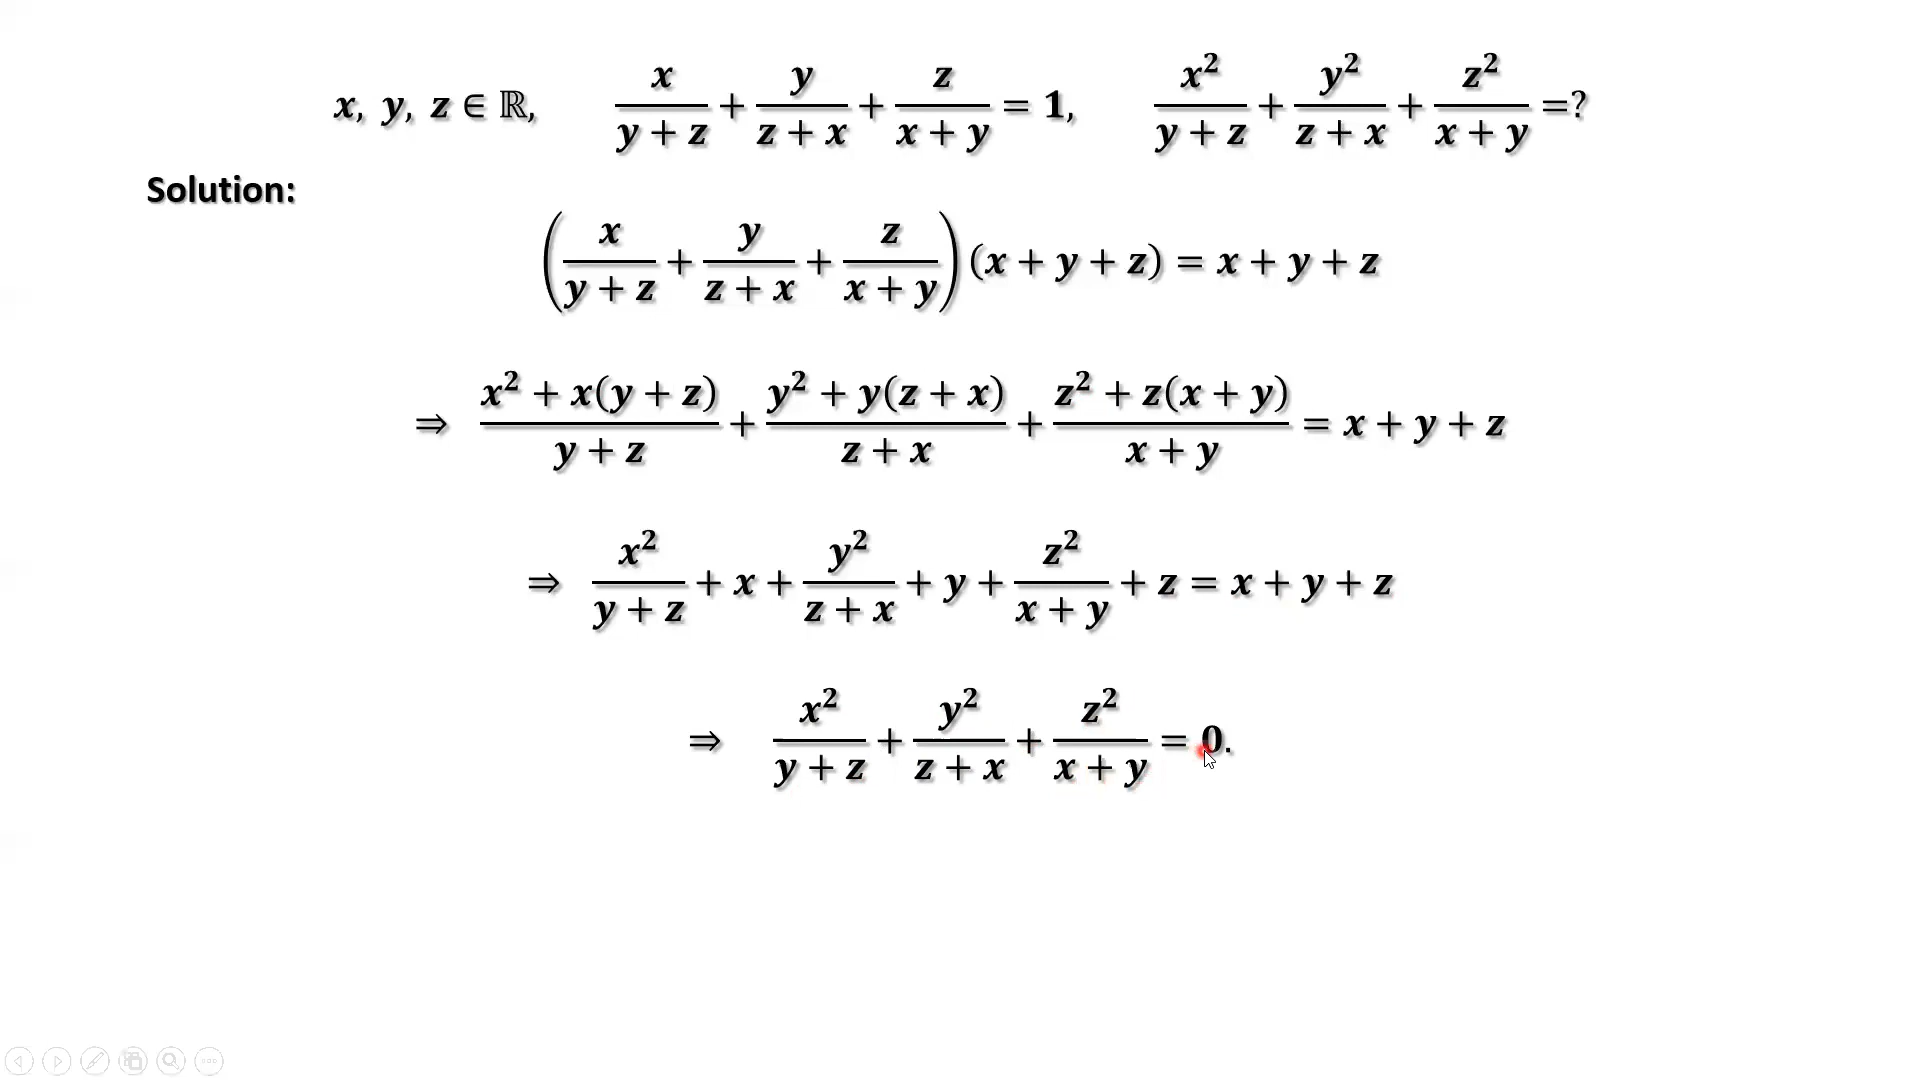 x, y, z ∈ ℝ, x/(y + z) + y/(z + x) + z/(x + y) = 1, x²/(y + z) + y²/(z + x) + z²/(x + y) =?
Solution:
(x/(y + z) + y/(z + x) + z/(x + y)) (x + y + z) = x + y + z
⇒ (x² + x(y + z))/(y + z) + (y² + y(z + x))/(z + x) + (z² + z(x + y))/(x + y) = x + y + z
⇒ x²/(y + z) + x + y²/(z + x) + y + z²/(x + y) + z = x + y + z
⇒ x²/(y + z) + y²/(z + x) + z²/(x + y) = 0.